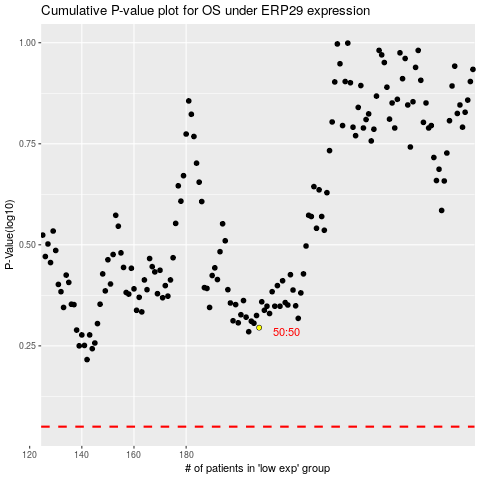 Cumulative P-value plot for OS under ERP29 expression
1.00
0.75
0.50
0.25
P-Value(log10)
50:50
120 140 160 180
# of patients in 'low exp' group